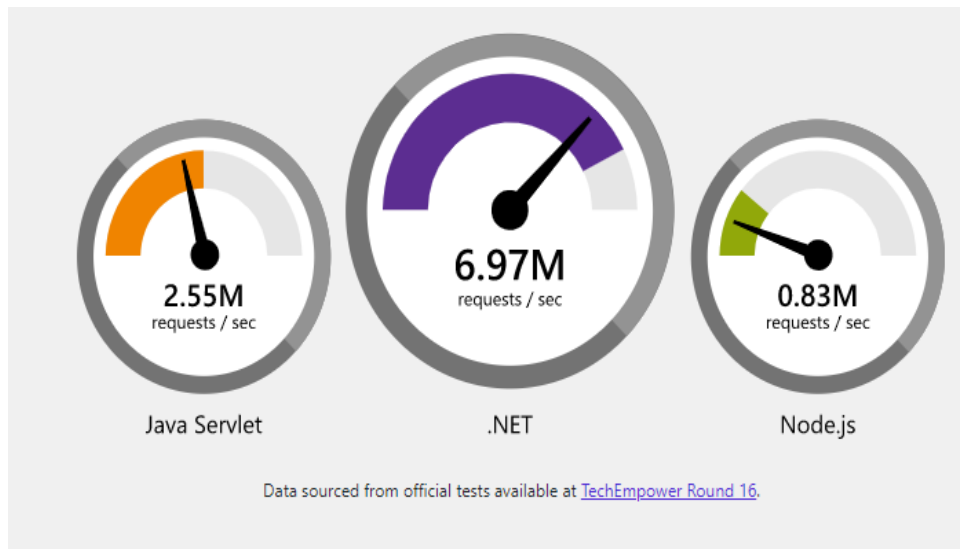 2.55M
requests / sec
Java Servlet
6.97M
requests / sec
.NET
0.83M
requests / sec
Node.js
Data sourced from official tests available at TechEmpower Round 16.